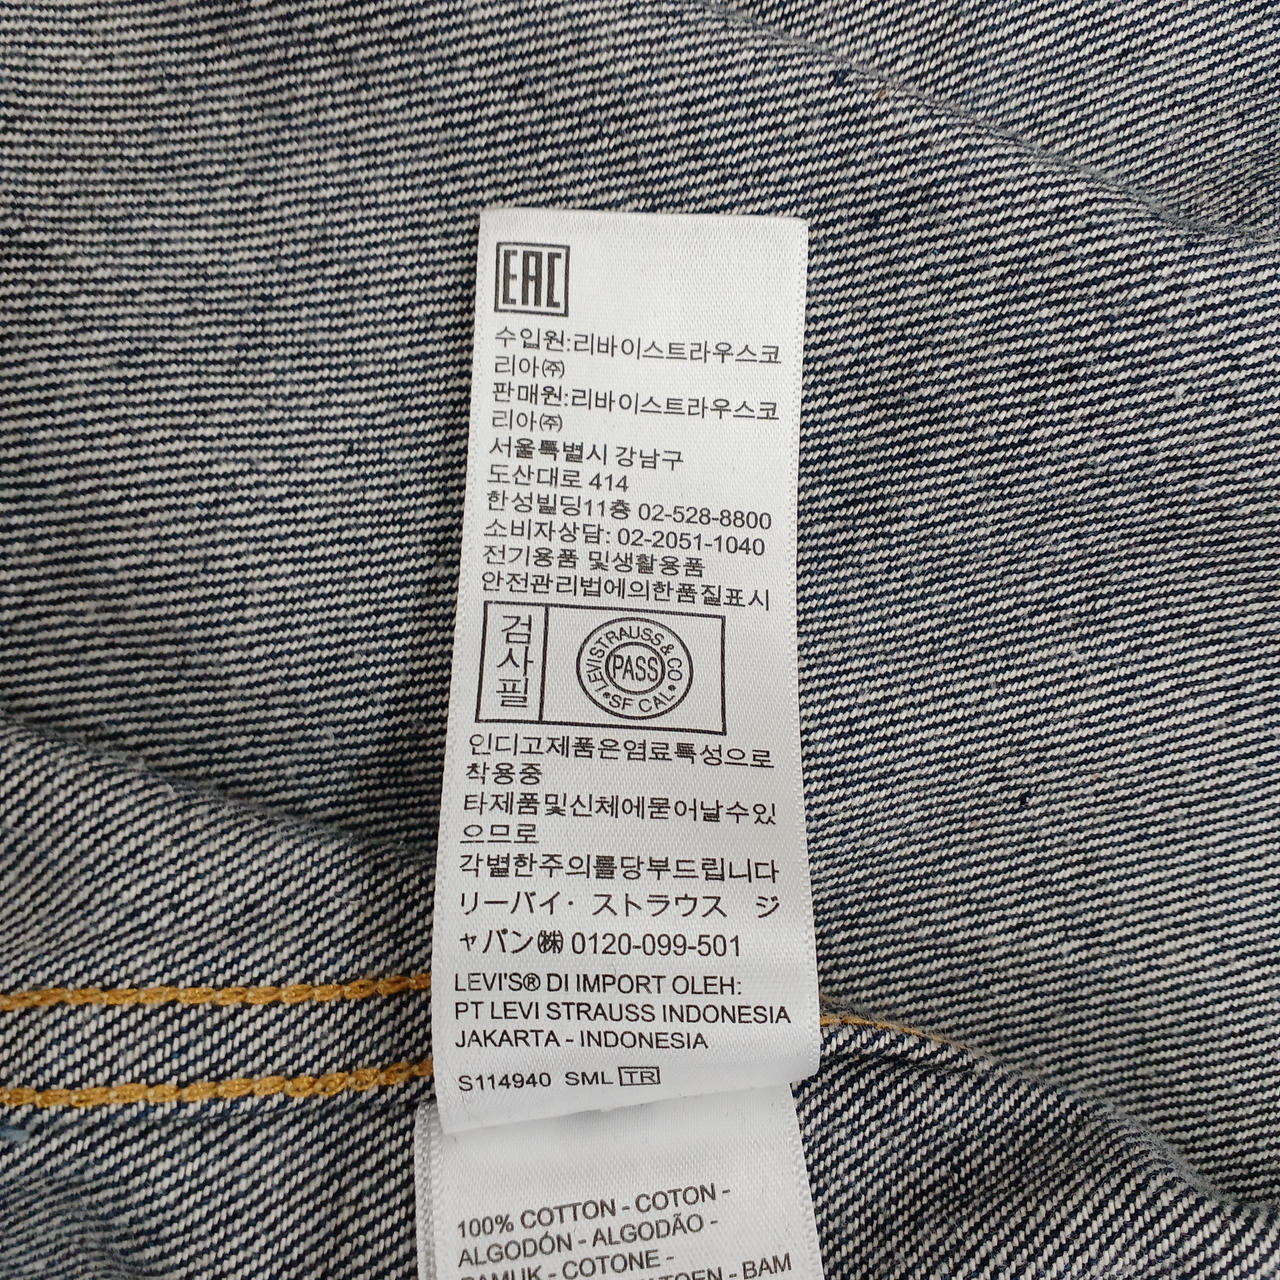 EAC
수입원:리바이스트라우스코
리아㈜
판매원:리바이스트라우스코
리아㈜
서울특별시 강남구
도산대로 414
한성빌딩11층 02-528-8800
소비자상담: 02-2051-1040
전기용품 및생활용품
안전관리법에의한품질표시
검사필
LEVI STRAUSS & CO
PASS
SF CAL
인디고제품은염료특성으로
착용중
타제품및신체에묻어날수있
으므로
각별한주의를당부드립니다
リーバイ· ストラウス ジ
ャパン㈱ 0120-099-501
LEVI'S® DI IMPORT OLEH:
PT LEVI STRAUSS INDONESIA
JAKARTA - INDONESIA
S114940 SML TR
100% COTTON - COTON -
ALGODÓN - ALGODÃO -
PAMUK - COTONE -
- BAM